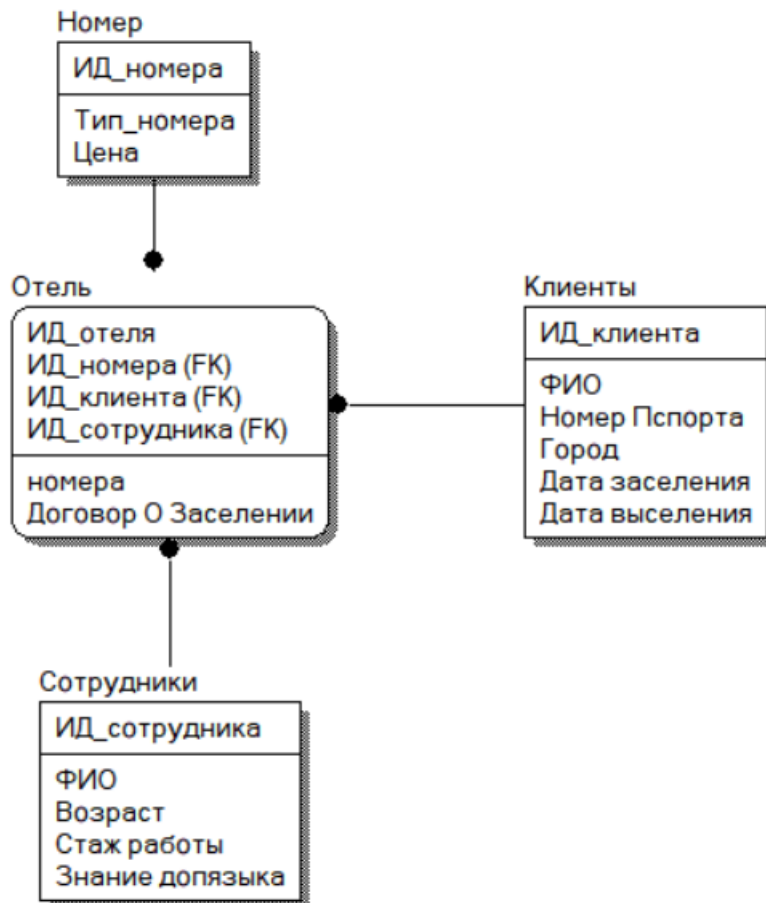 Номер
ИД_номера
Тип_номера
Цена
Отель
ИД_отеля
ИД_номера (FK)
ИД_клиента (FK)
ИД_сотрудника (FK)
номера
Договор О Заселении
Клиенты
ИД_клиента
ФИО
Номер Пспорта
Город
Дата заселения
Дата выселения
Сотрудники
ИД_сотрудника
ФИО
Возраст
Стаж работы
Знание допязыка